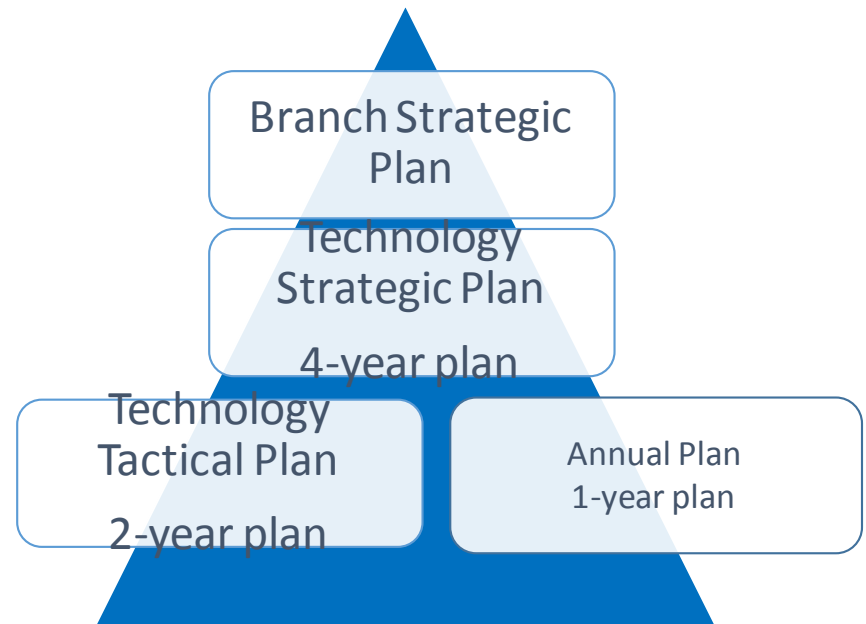 Branch Strategic
Plan
Technology
Strategic Plan
4-year plan
Technology
Tactical Plan
2-year plan
Annual Plan
1-year plan